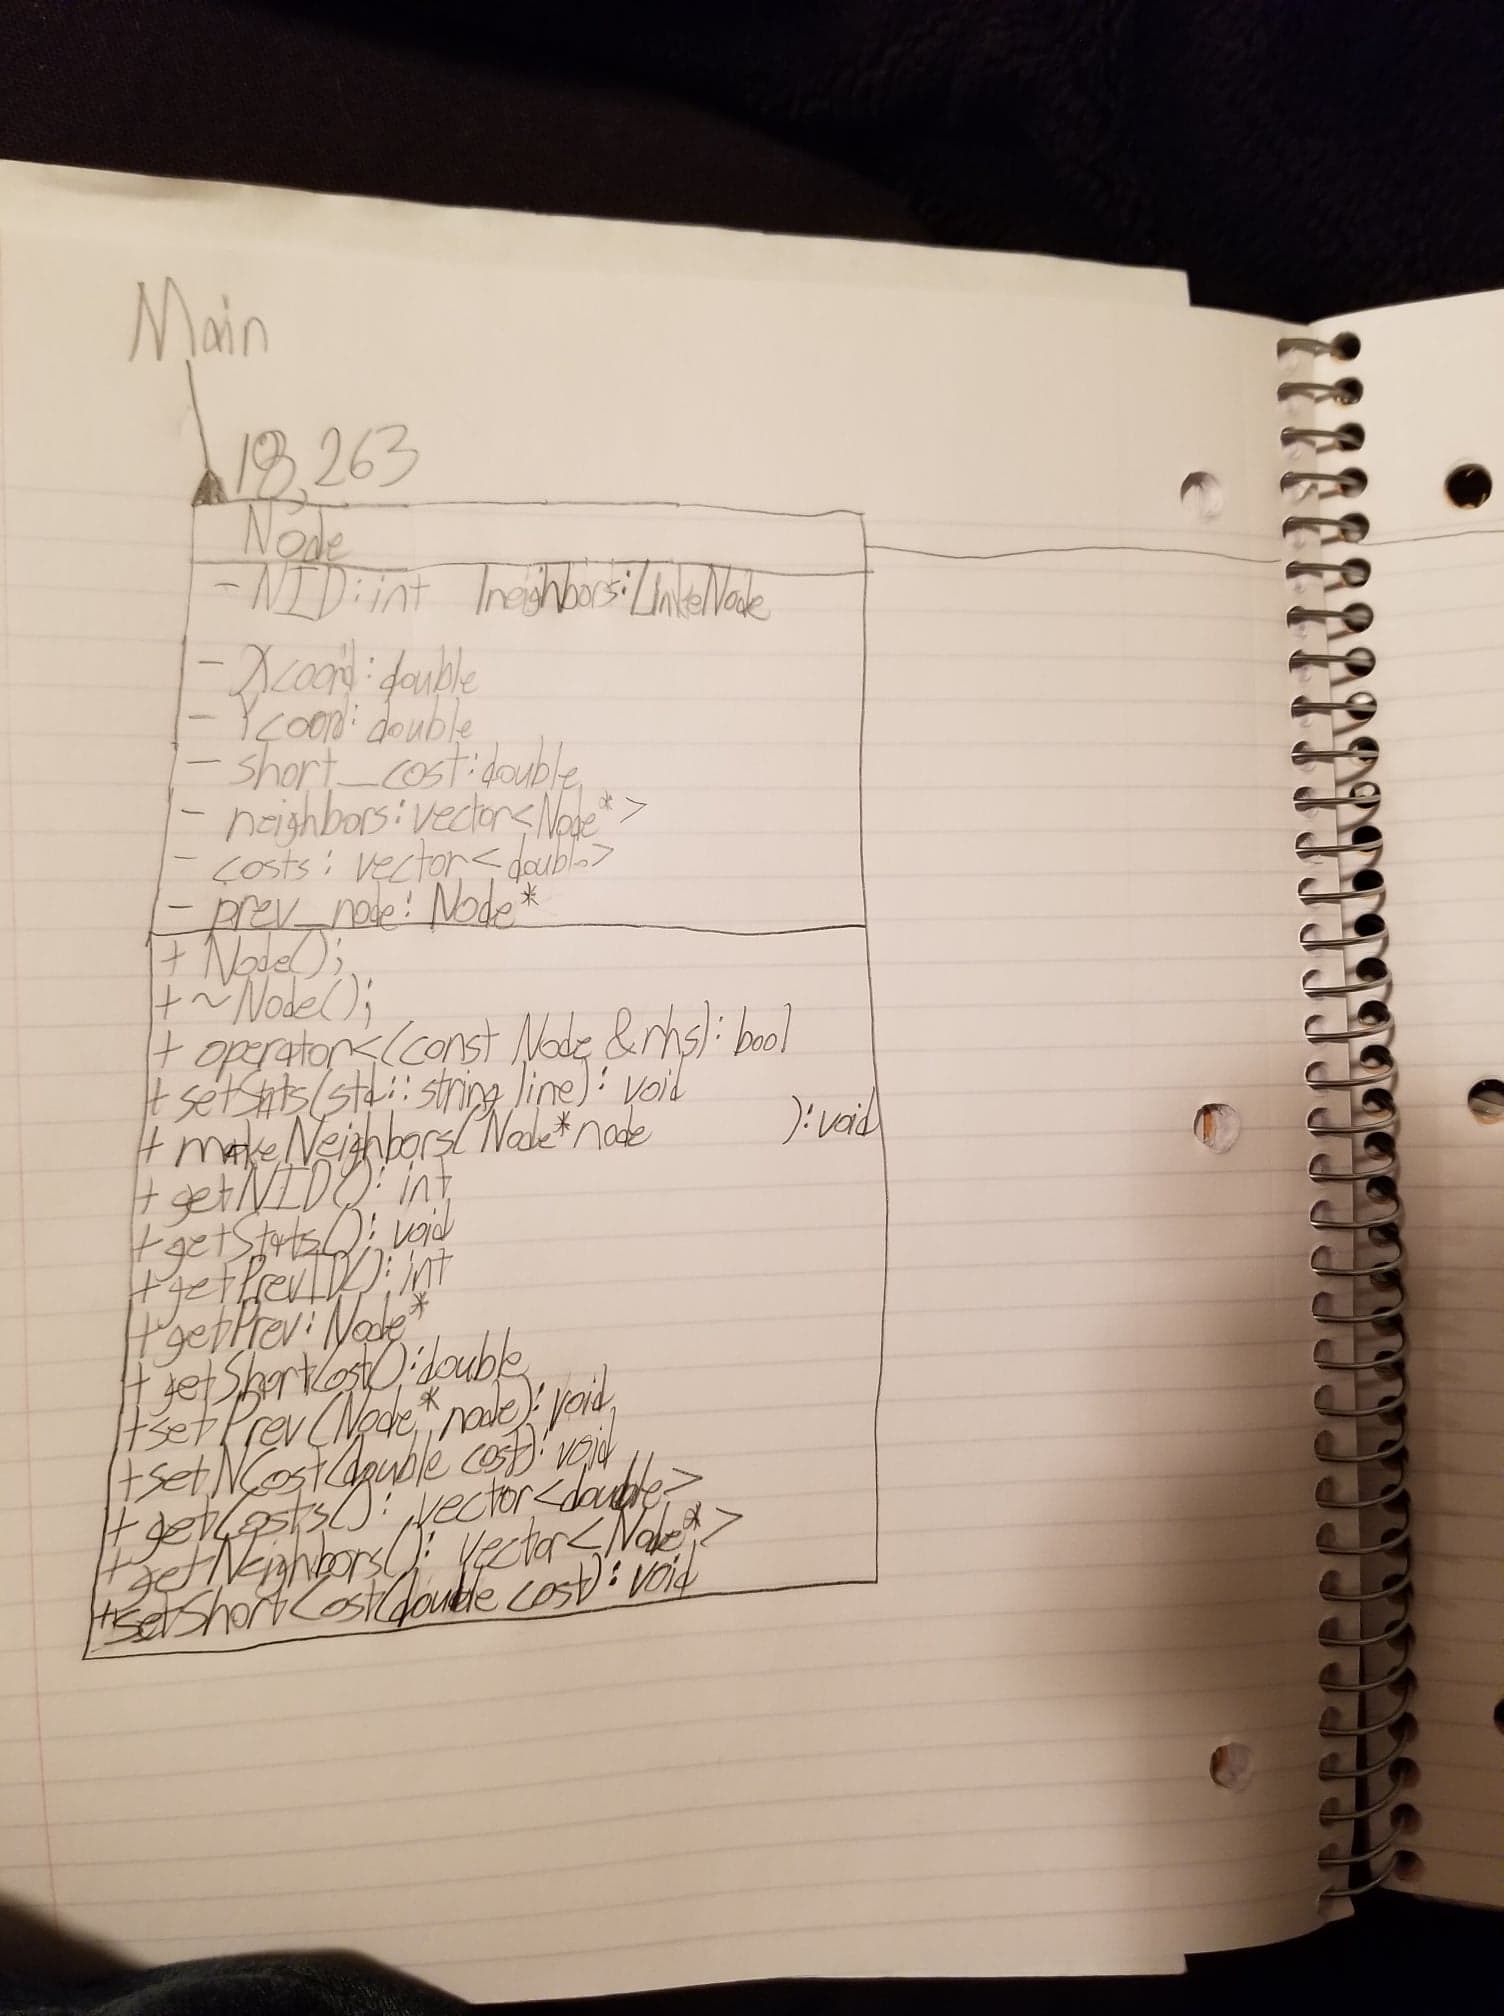 Main
18,263
Node
- NID: int lneighbors: LinkeNode
- Xcoord: double
- Ycoord: double
- short_cost: double
- neighbors: vector<Node*>
- costs: vector<double>
- prev_node: Node*
+ Node();
+ ~Node();
+ operator<(const Node &rhs): bool
+ setStats(std::string line): void
+ makeNeighbors(Node* node ): void
+ getNID(): int
+ getStats(): void
+ getPrevID(): int
+ getPrev: Node*
+ getShortCost(): double
+ setPrev(Node* node): void
+ setNCost(double cost): void
+ getCosts(): vector<double>
+ getNeighbors(): vector<Node*>
+ setShortCost(double cost): void